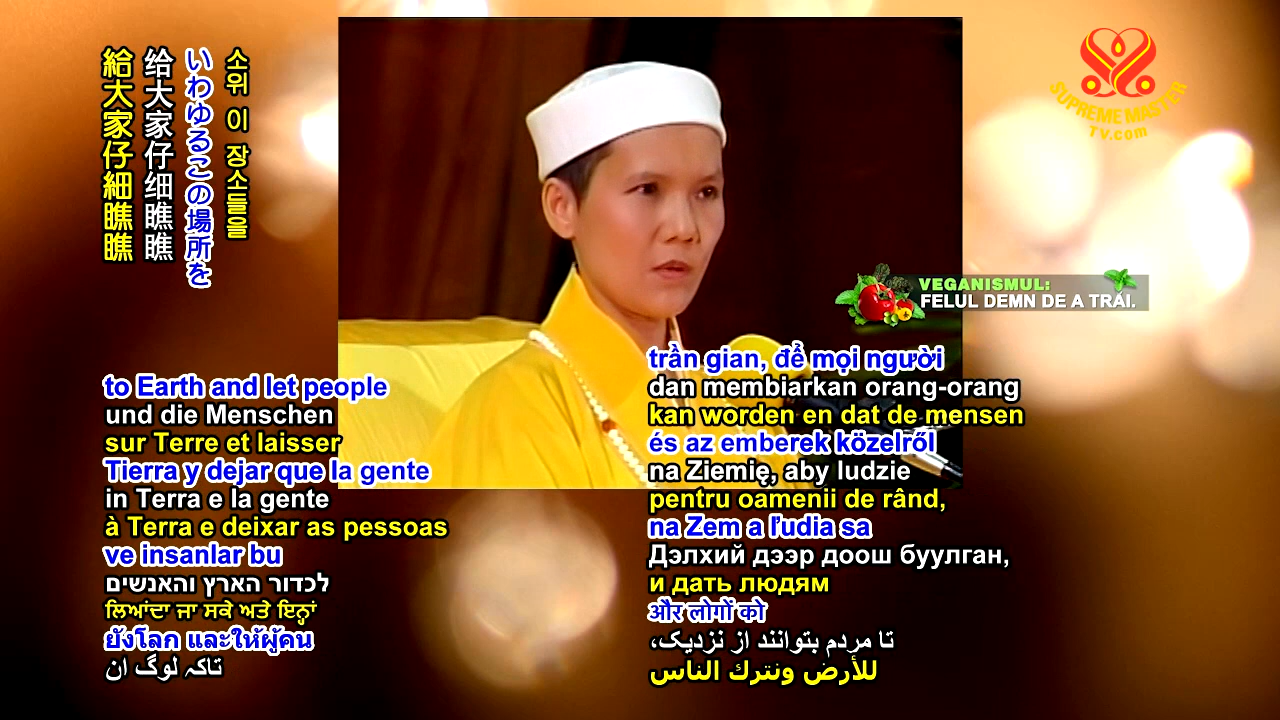 소위 이 장소들을
いわゆるこの場所を
给大家仔细瞧瞧
給大家仔細瞧瞧
SUPREME MASTER
TV.com
VEGANISMUL:
FELUL DEMN DE A TRĂI.
to Earth and let people
und die Menschen
sur Terre et laisser
Tierra y dejar que la gente
in Terra e la gente
à Terra e deixar as pessoas
ve insanlar bu
לכדור הארץ והאנשים
ਲਿਆਂਦਾ ਜਾ ਸਕੇ ਅਤੇ ਇਨ੍ਹਾਂ
ยังโลก และให้ผู้คน
تاکہ لوگ ان
trần gian, để mọi người
dan membiarkan orang-orang
kan worden en dat de mensen
és az emberek közelről
na Ziemię, aby ludzie
pentru oamenii de rând,
na Zem a ľudia sa
Дэлхий дээр доош буулган,
и дать людям
और लोगों को
تا مردم بتوانند از نزدیک،
للأرض ونترك الناس